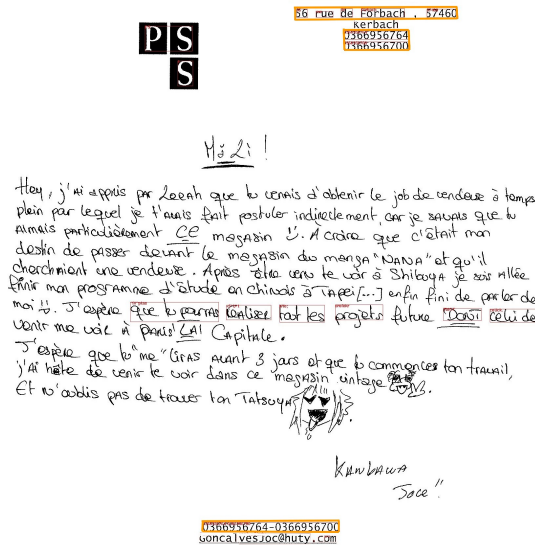 56 rue de Forbach , 57460
Kerbach
0366956764
0366956700
PS
S
Mà Li !
Hey, j'ai appris par Leeah que tu venais d'obtenir le job de vendeuse à temps
plein par lequel je t'avais fait postuler indirectement, car je savais que tu
aimais particulièrement CE magasin ü. A croire que c'était mon
destin de passer devant le magasin du manga "NANA" et qu'il
cherchaient une vendeuse. Après être venu te voir à Shibuya je suis allée
finir mon programme d'étude en Chinois à Tapei [...] enfin fini de parler de
moi ü. J'espère que tu pourras réaliser tout les projets future DONT celui de
venir me voir à Paris LA! Capitale.
J'espère que tu "me" liras avant 3 jours et que tu commences ton travail,
j'ai hâte de venir te voir dans ce magasin vintage .
Et n'oublis pas de trouver ton Tatsuya .
Kankawa
Joce"
0366956764-0366956700
GoncalvesJoc@huty.com